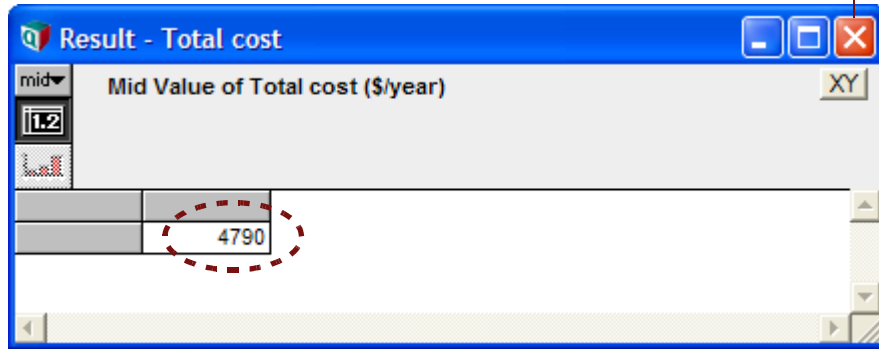 Result - Total cost
mid
Mid Value of Total cost ($/year)
XY
1.2
4790